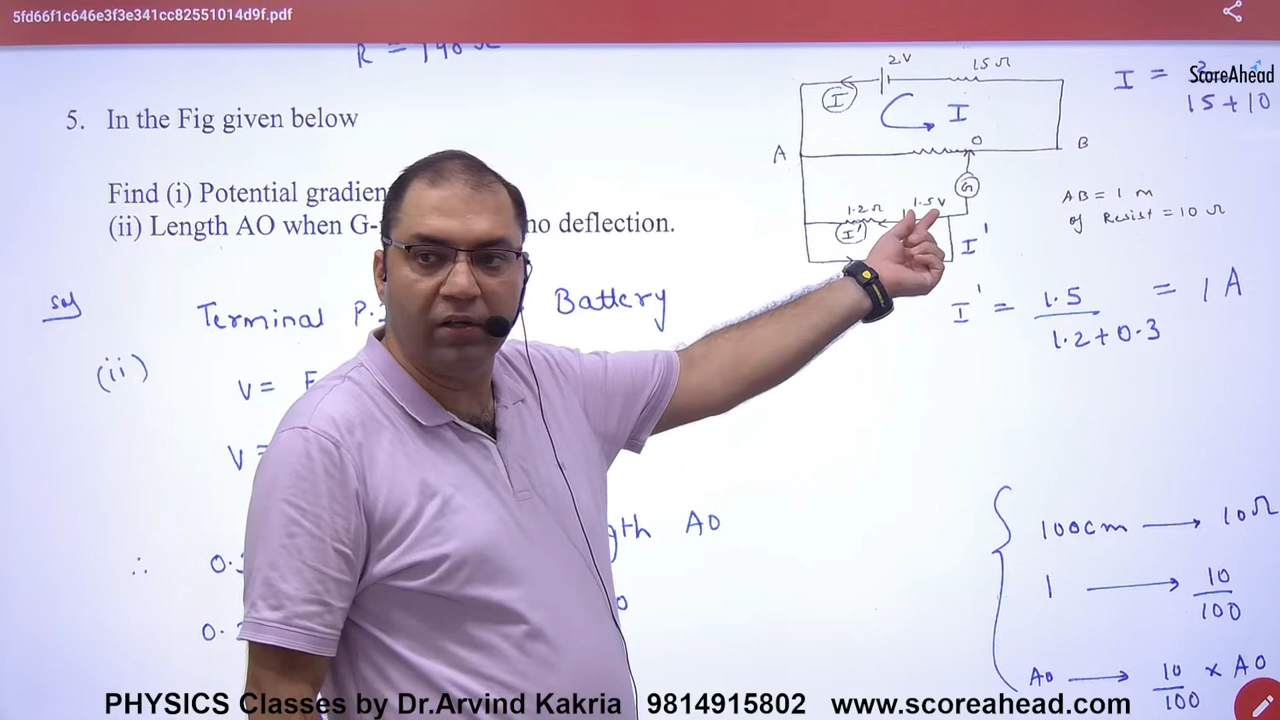 5fd66f1c646e3f3e341cc82551014d9f.pdf
R = 190 Ω
5. In the Fig given below
Find (i) Potential
(ii) Length AO when G- no deflection.
2V
15 Ω
I
I
A
O
B
G
1.2 Ω
1.5 V
I'
I'
AB = 1 m
of Resist = 10 Ω
I = 2
15 + 10
ScoreAhead
Sol
Terminal P. Battery
(ii)
V = E
V =
I' = 1.5 = 1 A
1.2 + 0.3
AO
∴ 0.
0.
100cm → 10 Ω
1 → 10
100
AO → 10 × AO
100
PHYSICS Classes by Dr.Arvind Kakria 9814915802 www.scoreahead.com